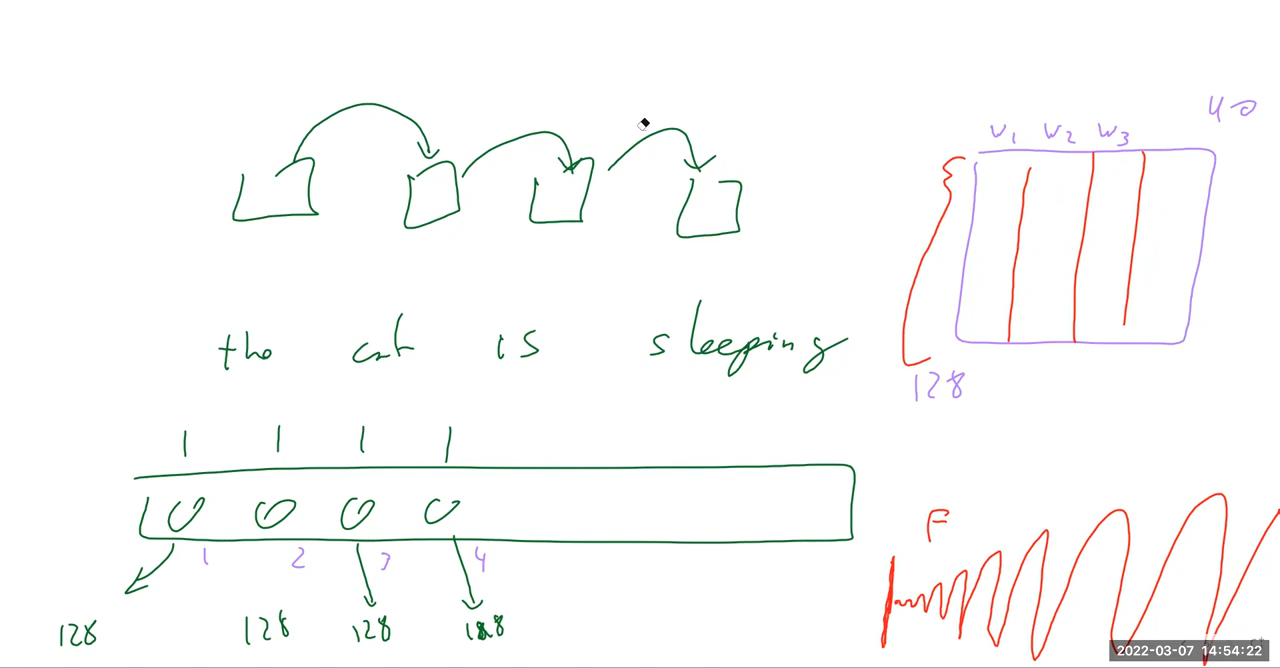 40
W1 W2 W3
the cat is sleeping
128
1 1 1 1
F
1 2 3 4
128 128 128 128
2022-03-07 14:54:22